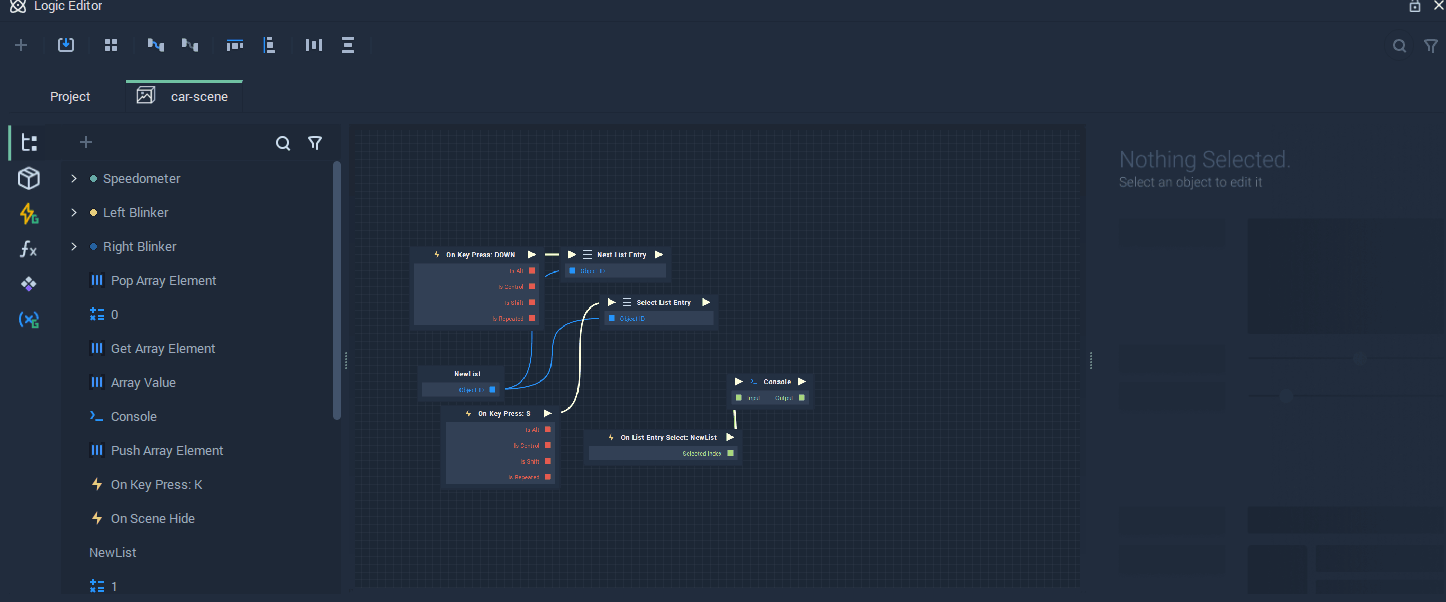 Logic Editor
Project
car-scene
Nothing Selected.
Select an object to edit it
Speedometer
Left Blinker
Right Blinker
Pop Array Element
0
Get Array Element
Array Value
Console
Push Array Element
On Key Press: K
On Scene Hide
NewList
1
On Key Press: DOWN
Is Alt
Is Control
Is Shift
Is Repeated
Next List Entry
Object ID
Select List Entry
Object ID
NewList
Object ID
On Key Press: S
Is Alt
Is Control
Is Shift
Is Repeated
Console
Input
Output
On List Entry Select: NewList
Selected Index